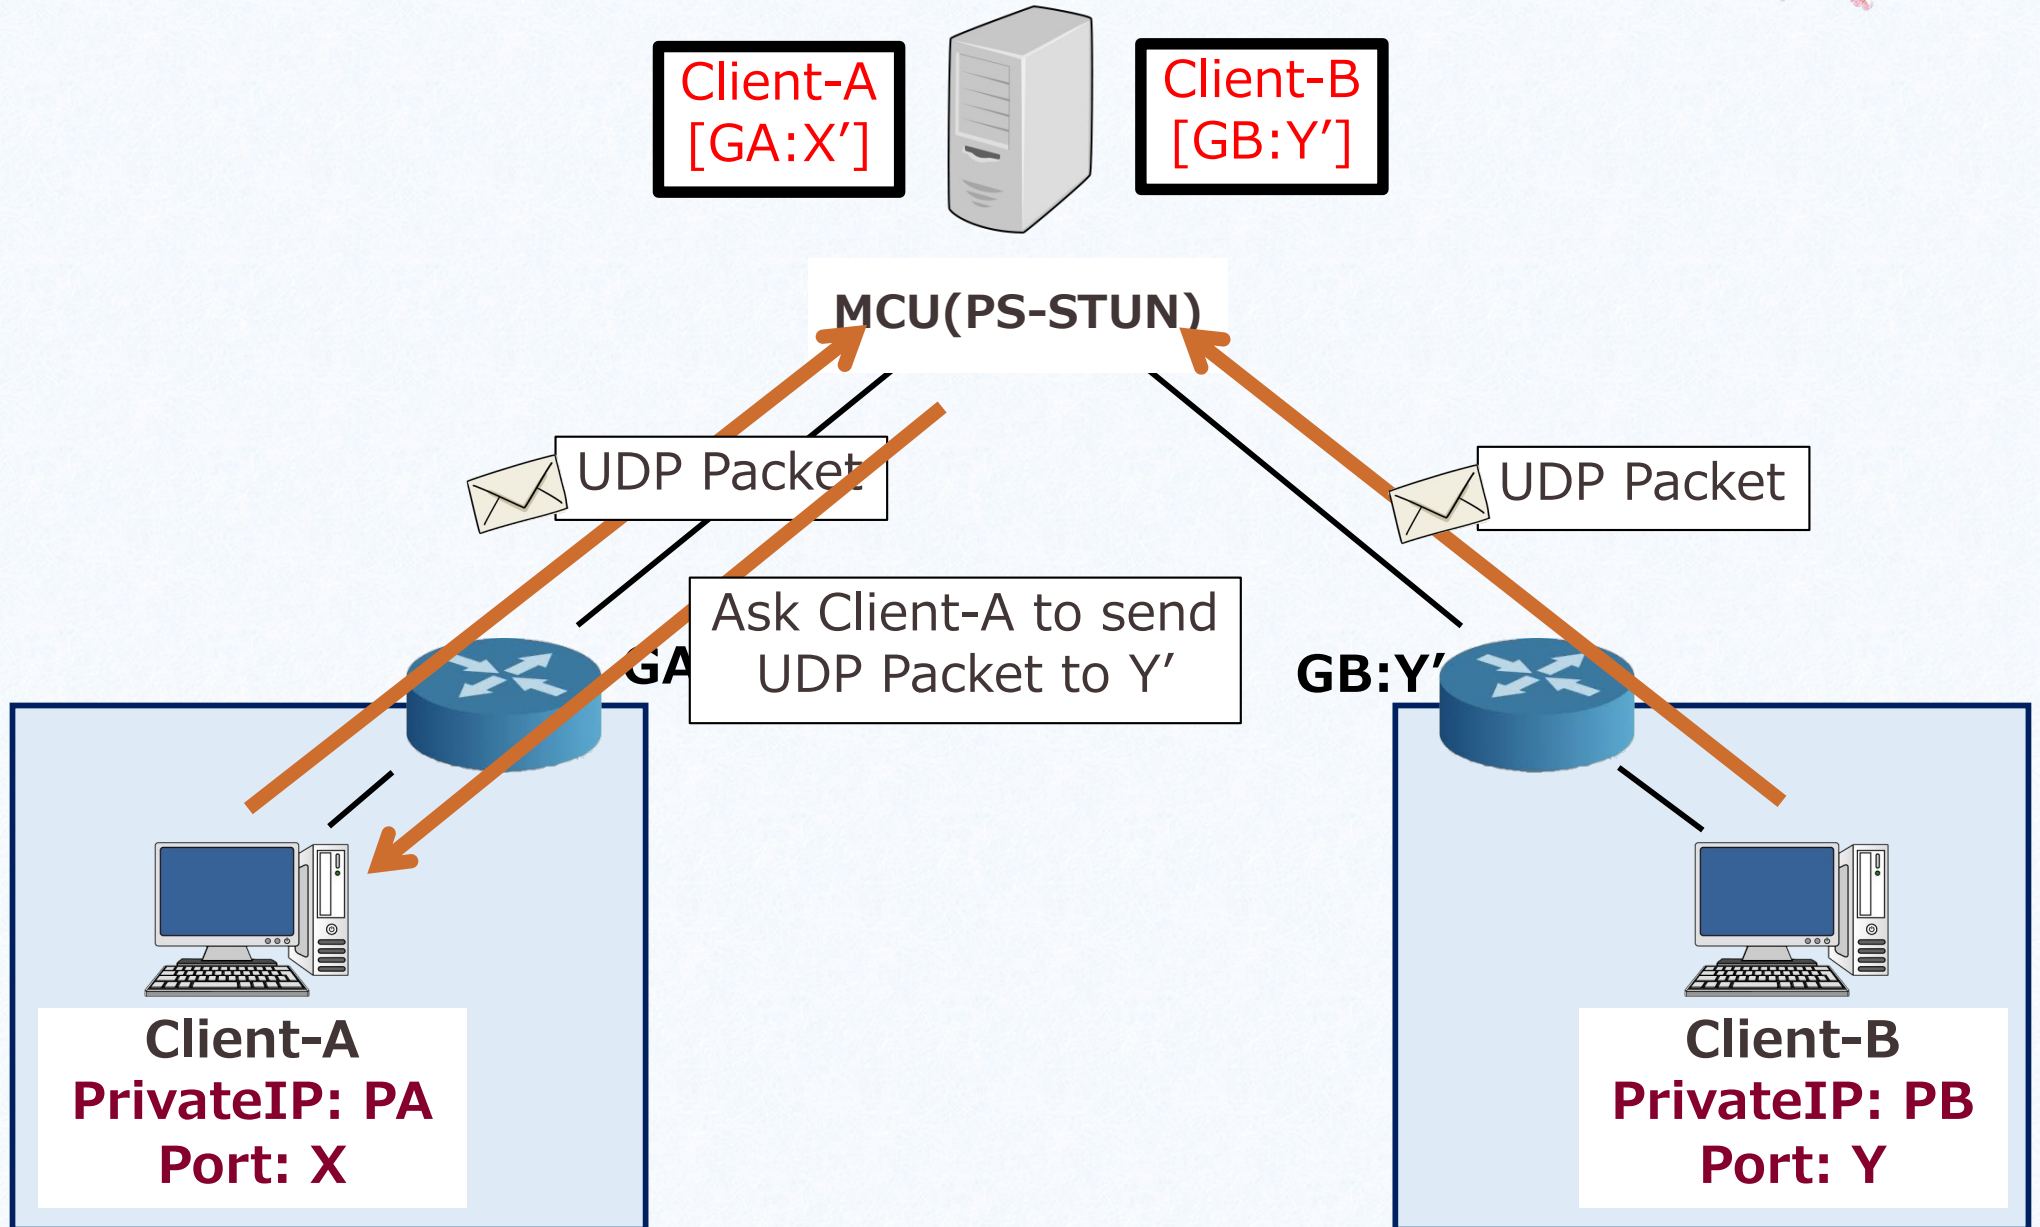 Client-A
[GA:X′]
Client-B
[GB:Y′]
MCU(PS-STUN)
UDP Packet
UDP Packet
Ask Client-A to send
UDP Packet to Y′
GA
GB:Y′
Client-A
PrivateIP: PA
Port: X
Client-B
PrivateIP: PB
Port: Y